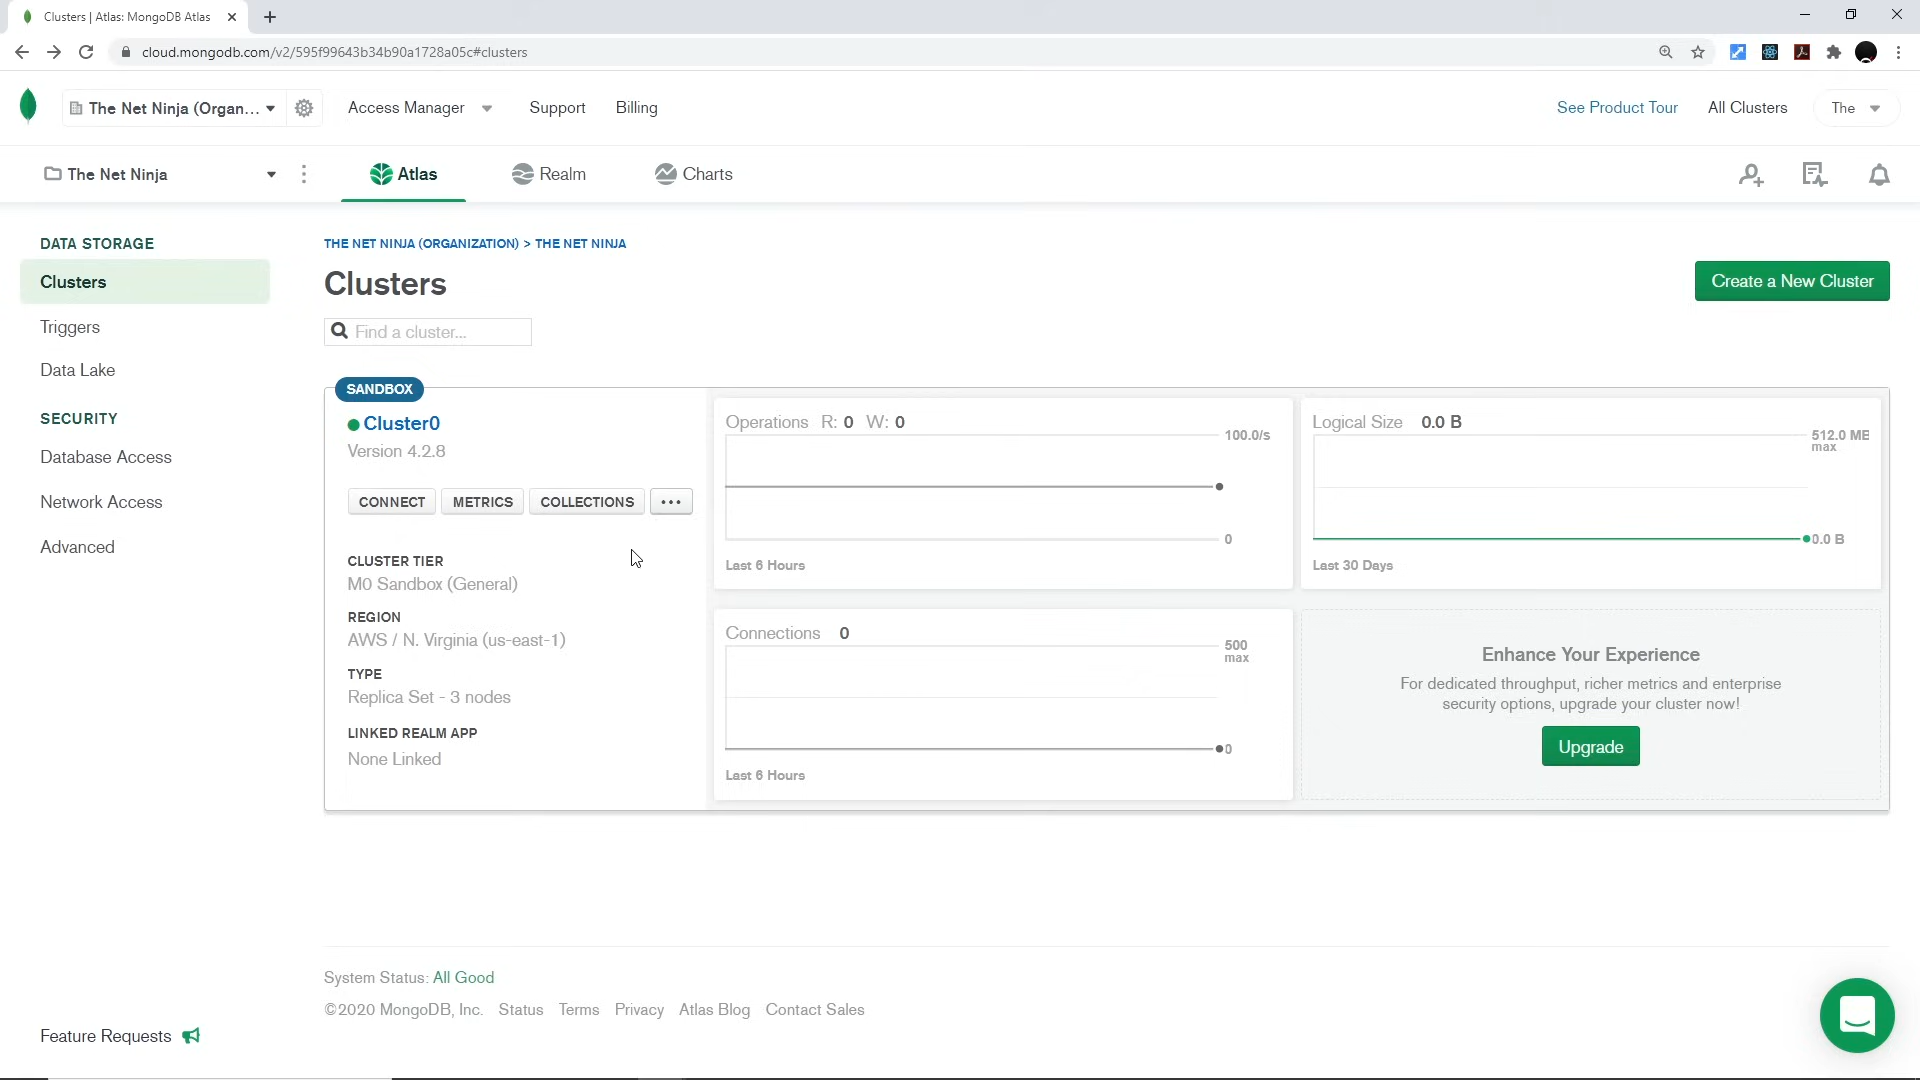 Clusters | Atlas: MongoDB Atlas
cloud.mongodb.com/v2/595f99643b34b90a1728a05c#clusters
The Net Ninja (Organ...
Access Manager
Support
Billing
See Product Tour
All Clusters
The
The Net Ninja
Atlas
Realm
Charts
DATA STORAGE
Clusters
Triggers
Data Lake
SECURITY
Database Access
Network Access
Advanced
Feature Requests
THE NET NINJA (ORGANIZATION) > THE NET NINJA
Clusters
Create a New Cluster
Find a cluster...
SANDBOX
Cluster0
Version 4.2.8
CONNECT METRICS COLLECTIONS ...
CLUSTER TIER
M0 Sandbox (General)
REGION
AWS / N. Virginia (us-east-1)
TYPE
Replica Set - 3 nodes
LINKED REALM APP
None Linked
Operations R: 0 W: 0
100.0/s
0
Last 6 Hours
Logical Size 0.0 B
512.0 MB
max
0.0 B
Last 30 Days
Connections 0
500
max
0
Last 6 Hours
Enhance Your Experience
For dedicated throughput, richer metrics and enterprise
security options, upgrade your cluster now!
Upgrade
System Status: All Good
©2020 MongoDB, Inc. Status Terms Privacy Atlas Blog Contact Sales